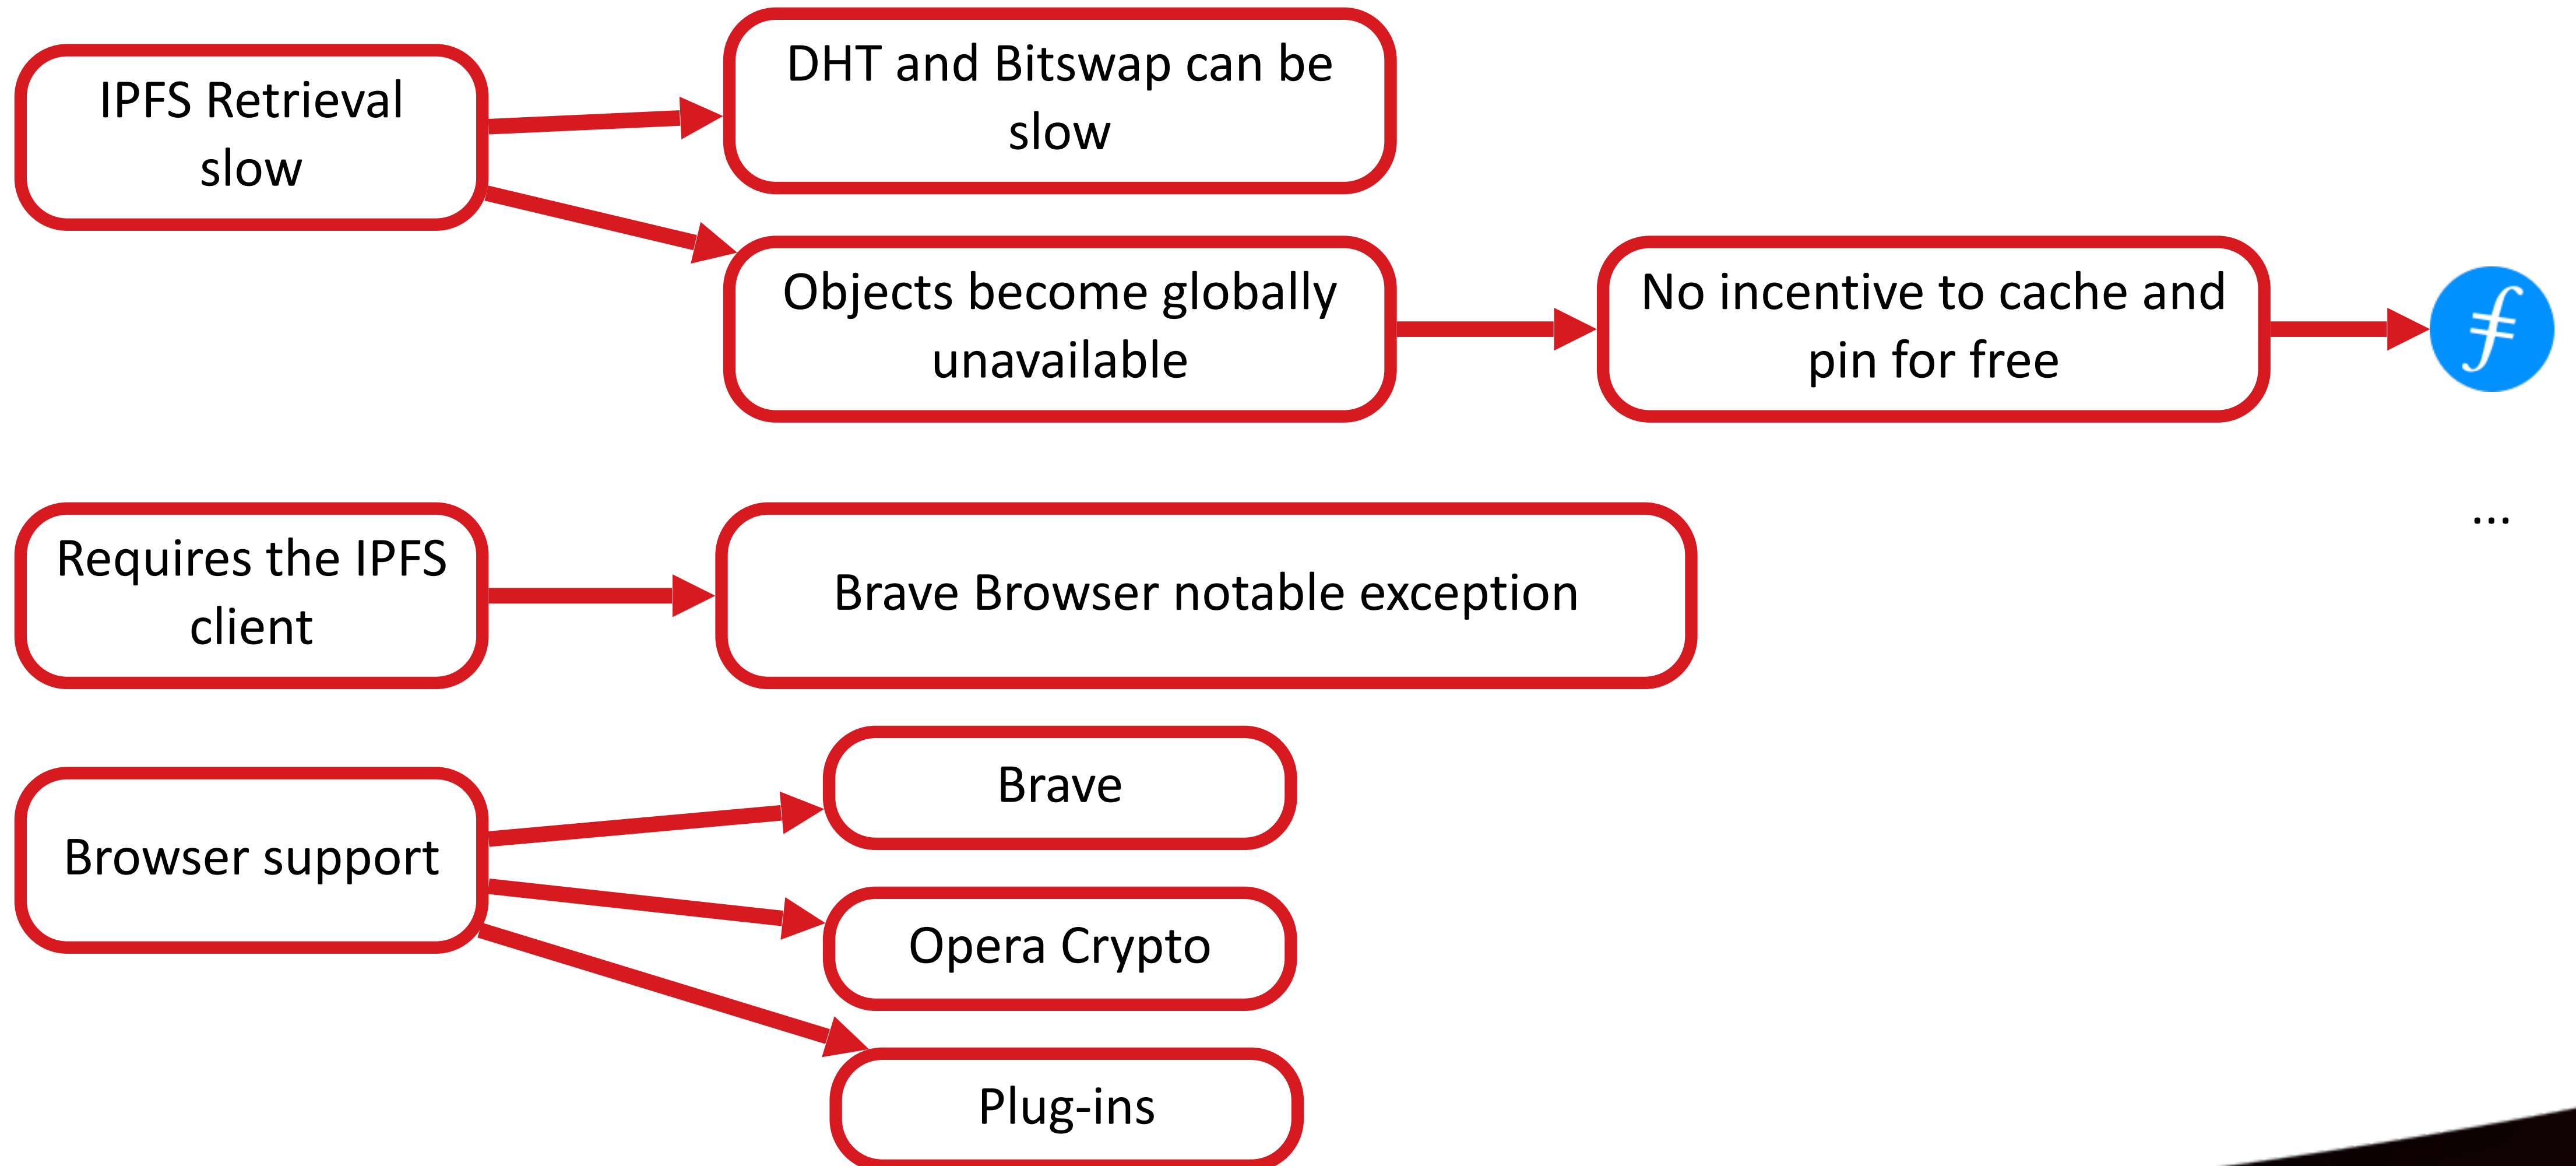 IPFS Retrieval
slow
DHT and Bitswap can be
slow
Objects become globally
unavailable
No incentive to cache and
pin for free
...
Requires the IPFS
client
Brave Browser notable exception
Browser support
Brave
Opera Crypto
Plug-ins